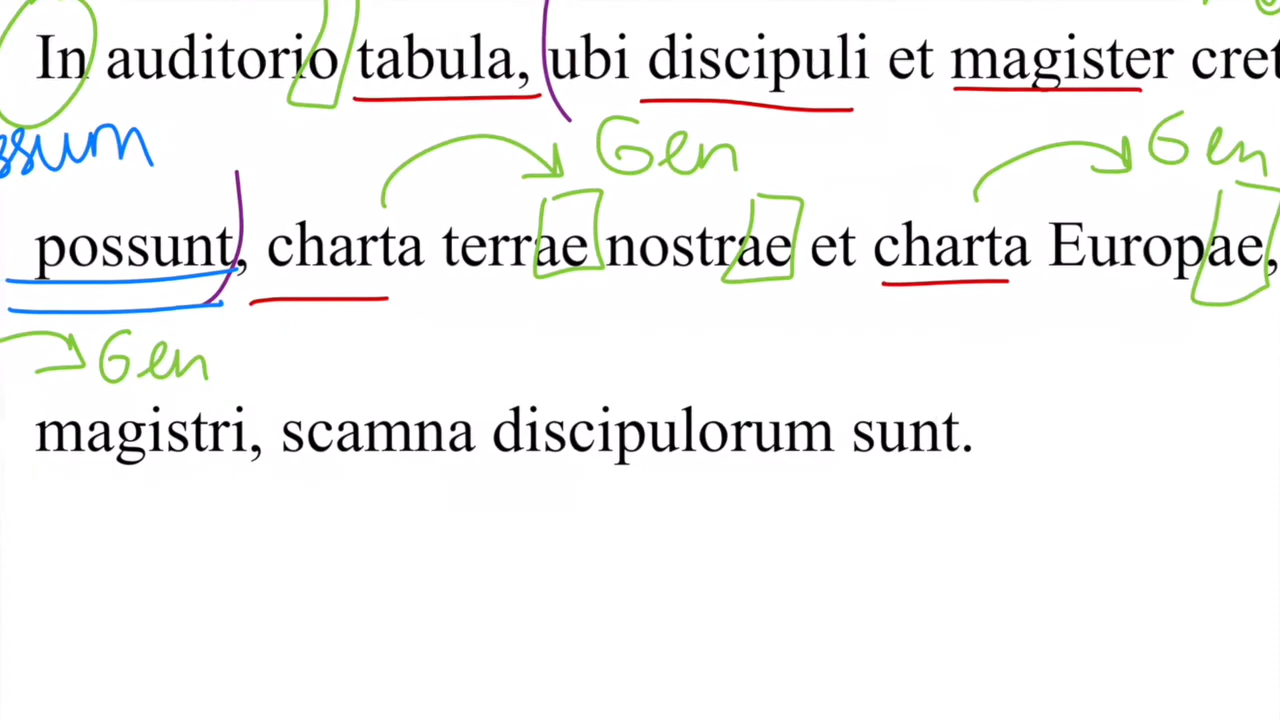 In auditorio tabula, ubi discipuli et magister cret
ssum Gen Gen
possunt, charta terrae nostrae et charta Europae,
Gen
magistri, scamna discipulorum sunt.